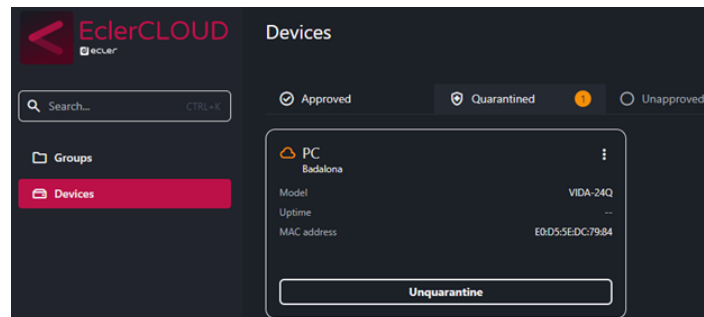 EclerCLOUD
ecler
Devices
Search... CTRL+K
Approved
Quarantined 1
Unapproved
Groups
Devices
PC
Badalona
Model VIDA-24Q
Uptime --
MAC address E0:D5:5E:DC:79:84
Unquarantine